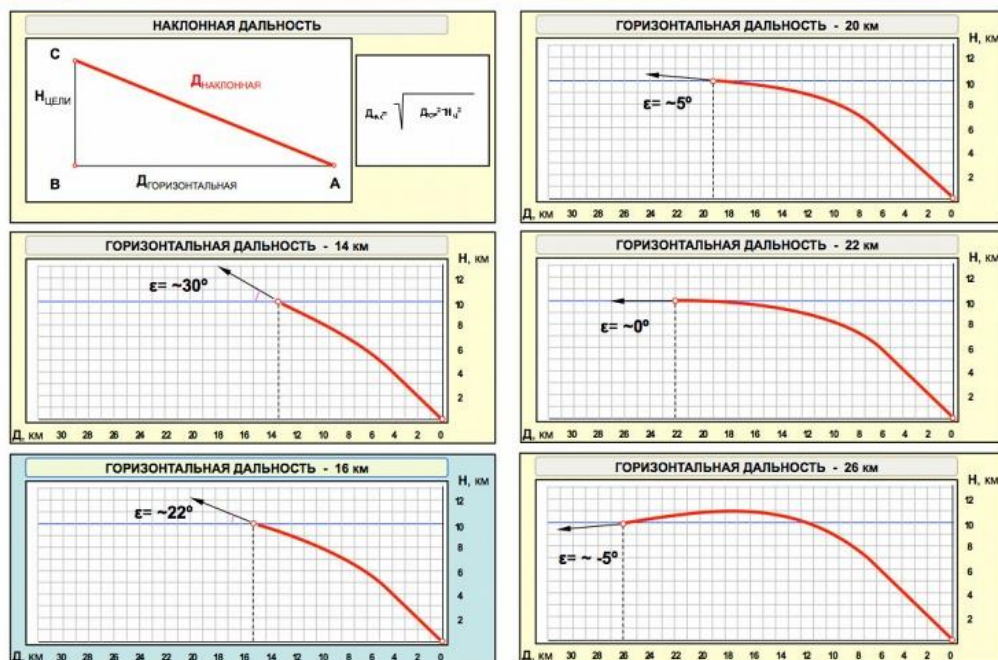 НАКЛОННАЯ ДАЛЬНОСТЬ
C
Д НАКЛОННАЯ
Н ЦЕЛИ
B
Д ГОРИЗОНТАЛЬНАЯ
A
ГОРИЗОНТАЛЬНАЯ ДАЛЬНОСТЬ - 14 км
Н, км
ε= ~30º
12
10
8
6
4
2
Д, км 30 28 26 24 22 20 18 16 14 12 10 8 6 4 2 0
ГОРИЗОНТАЛЬНАЯ ДАЛЬНОСТЬ - 16 км
Н, км
ε= ~22º
12
10
8
6
4
2
Д, км 30 28 26 24 22 20 18 16 14 12 10 8 6 4 2 0
ГОРИЗОНТАЛЬНАЯ ДАЛЬНОСТЬ - 20 км
Н, км
ε= ~5º
12
10
8
6
4
2
Д, км 30 28 26 24 22 20 18 16 14 12 10 8 6 4 2 0
ГОРИЗОНТАЛЬНАЯ ДАЛЬНОСТЬ - 22 км
Н, км
ε= ~0º
12
10
8
6
4
2
Д, км 30 28 26 24 22 20 18 16 14 12 10 8 6 4 2 0
ГОРИЗОНТАЛЬНАЯ ДАЛЬНОСТЬ - 26 км
Н, км
ε= ~ -5º
12
10
8
6
4
2
Д, км 30 28 26 24 22 20 18 16 14 12 10 8 6 4 2 0